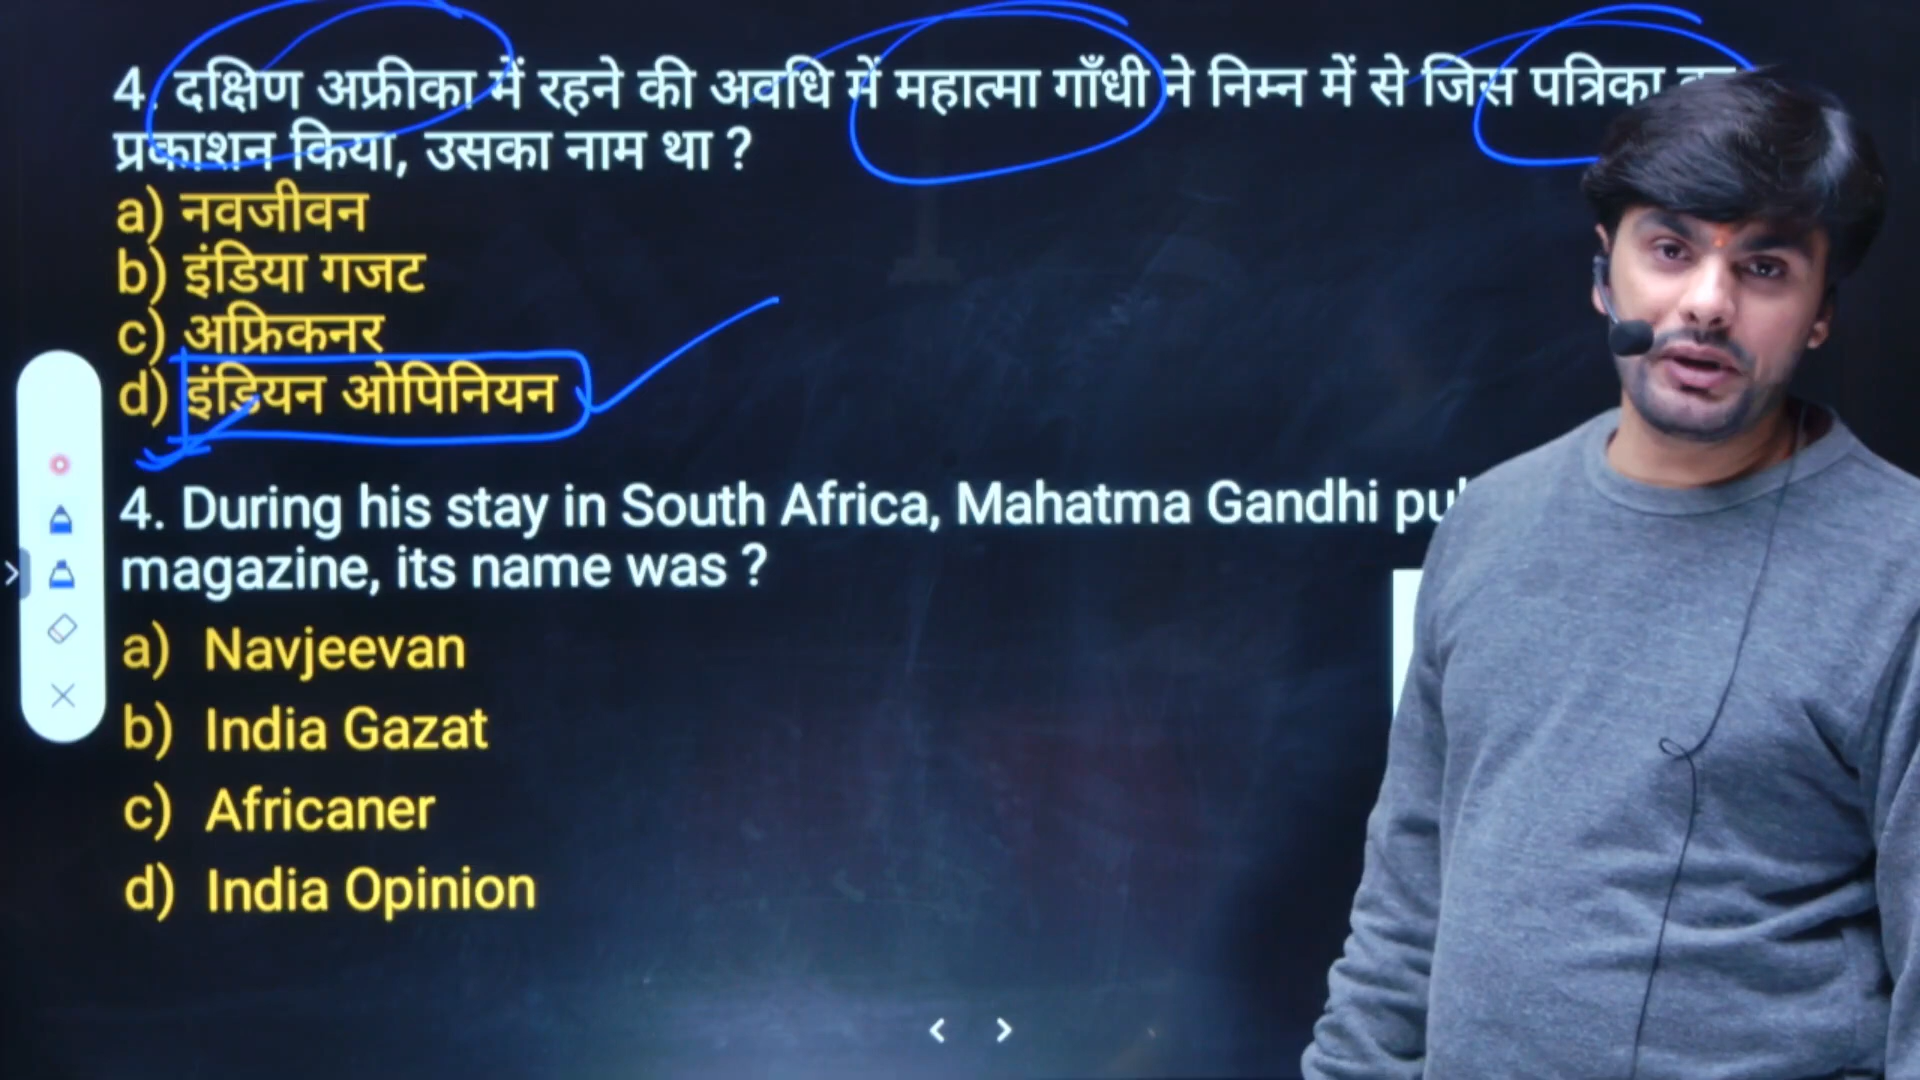 4. दक्षिण अफ्रीका में रहने की अवधि में महात्मा गाँधी ने निम्न में से जिस पत्रिका
प्रकाशन किया, उसका नाम था ?
a) नवजीवन
b) इंडिया गजट
c) अफ्रिकनर
d) इंडियन ओपिनियन
4. During his stay in South Africa, Mahatma Gandhi
magazine, its name was ?
a) Navjeevan
b) India Gazat
c) Africaner
d) India Opinion